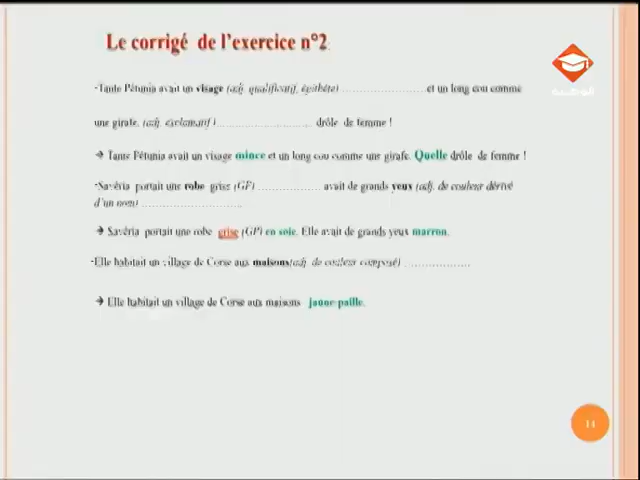 Le corrigé de l'exercice n°2
-Tante Pétunia avait un visage (adj. qualificatif, épithète) ....................... et un long cou comme
une girafe. (adj. exclamatif )........................... drôle de femme !
➔ Tante Pétunia avait un visage mince et un long cou comme une girafe. Quelle drôle de femme !
-Savéria portait une robe grise (GP) .................. avait de grands yeux (adj. de couleur dérivé
d'un nom) .............................
➔ Savéria portait une robe grise (GP) en soie. Elle avait de grands yeux marron.
-Elle habitait un village de Corse aux maisons(adj. de couleur composé) ..................
➔ Elle habitait un village de Corse aux maisons jaune-paille.
14